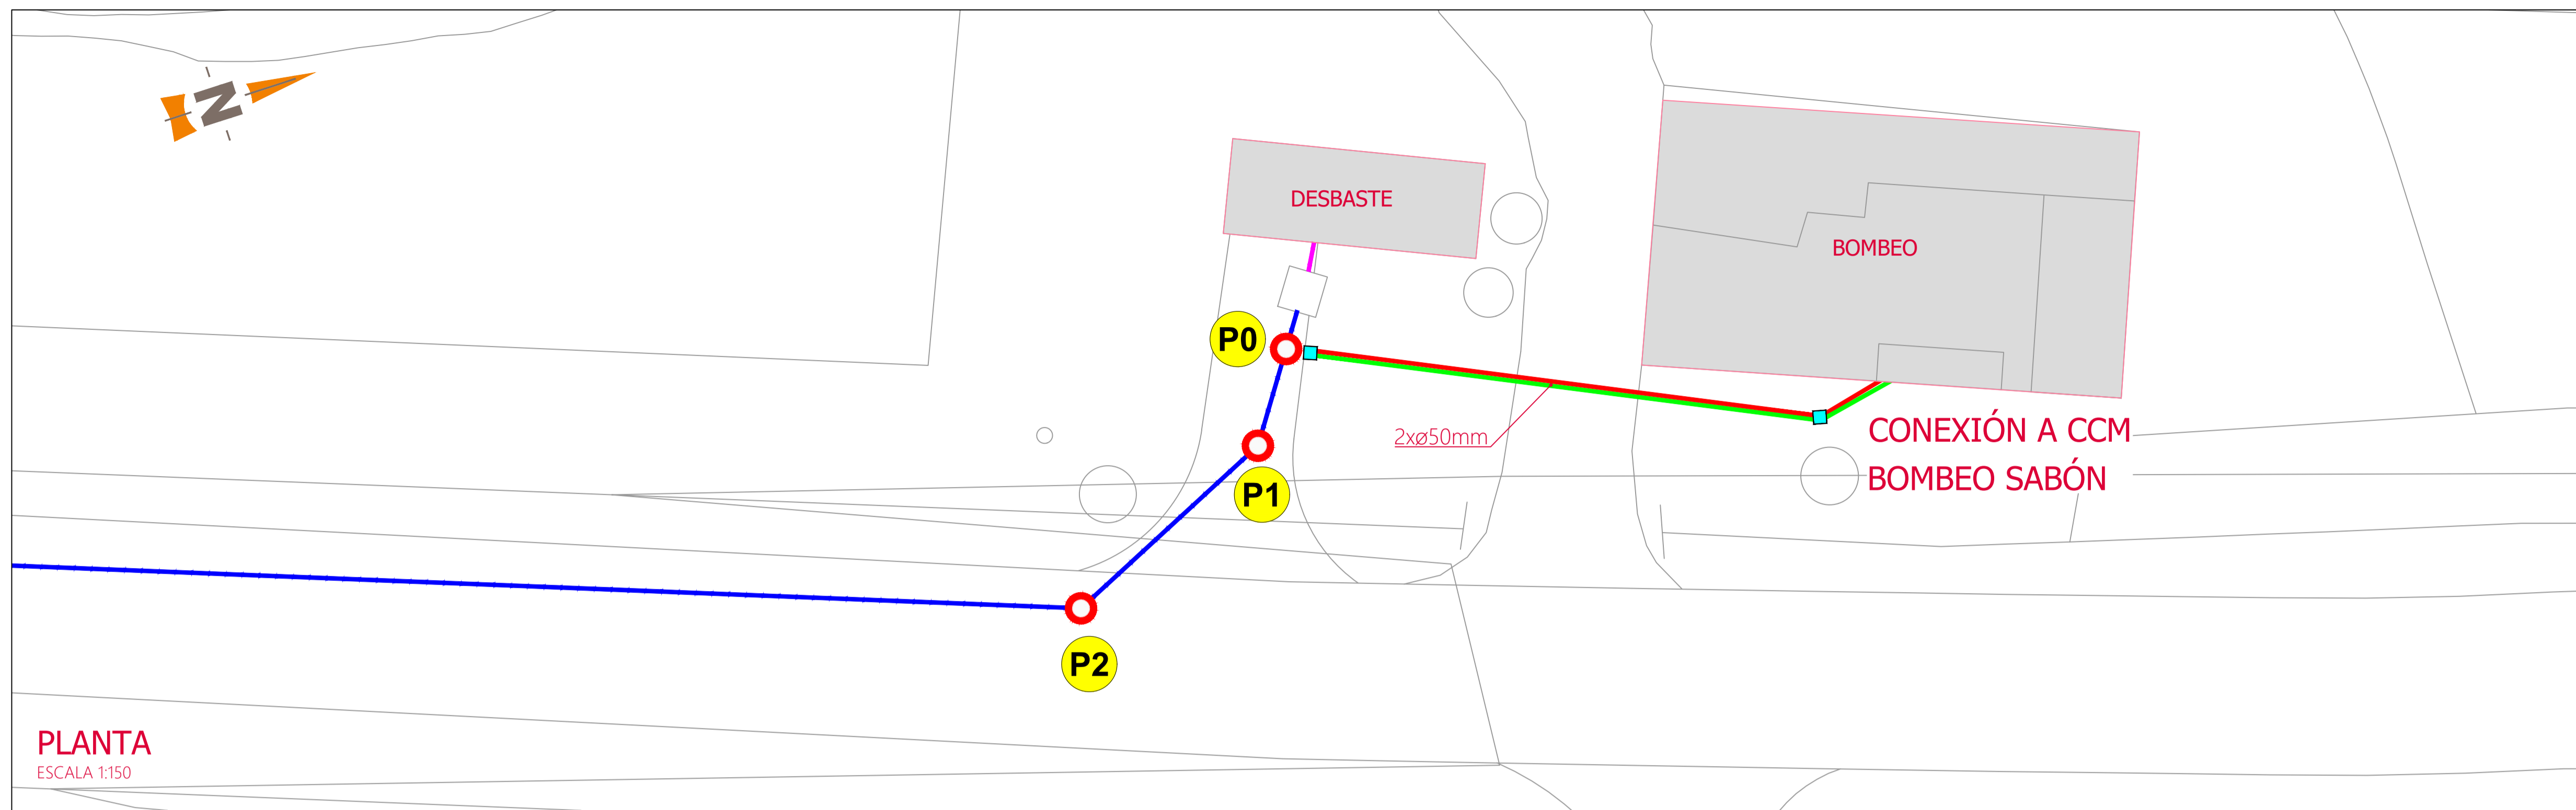 N
DESBASTE
BOMBEO
P0
2xø50mm
CONEXIÓN A CCM
BOMBEO SABÓN
P1
P2
PLANTA
ESCALA 1:150